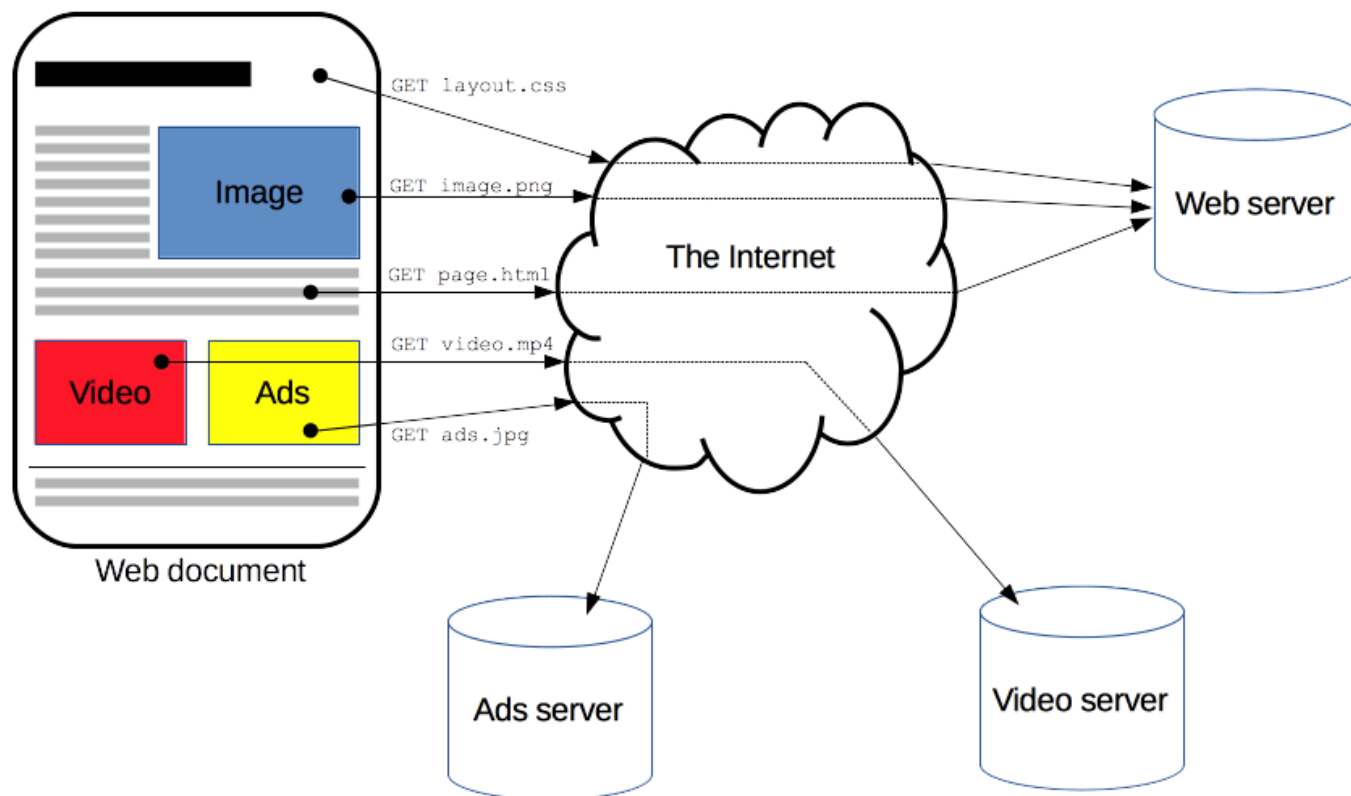 GET layout.css
Image
GET image.png
Web server
The Internet
GET page.html
GET video.mp4
Video
Ads
GET ads.jpg
Web document
Ads server
Video server